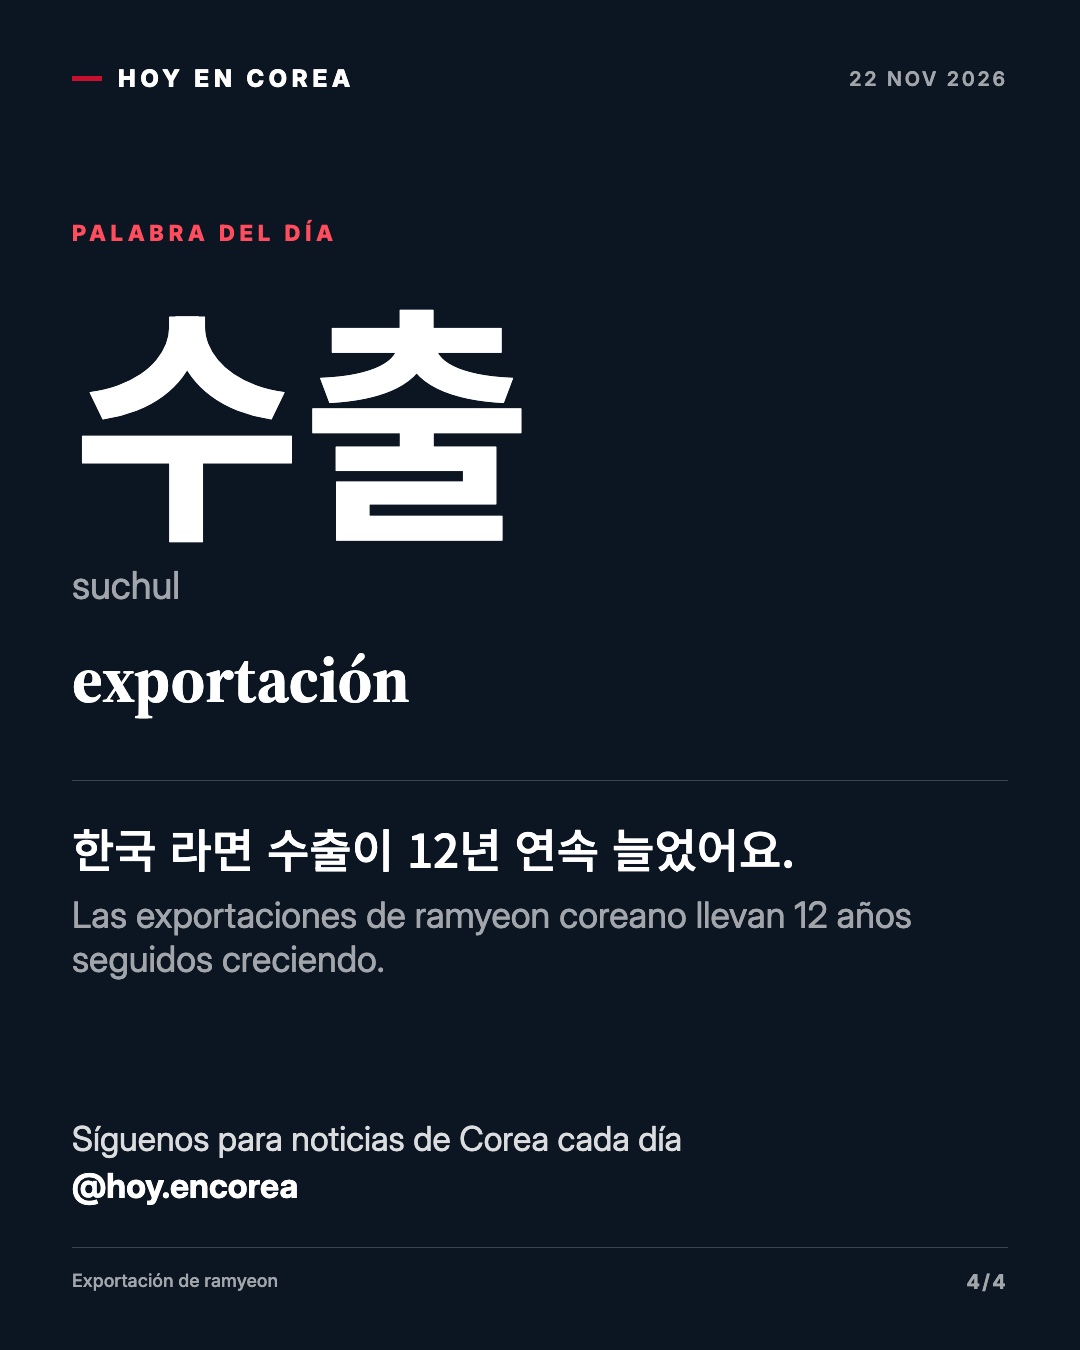 HOY EN COREA
22 NOV 2026
PALABRA DEL DÍA
수출
suchul
exportación
한국 라면 수출이 12년 연속 늘었어요.
Las exportaciones de ramyeon coreano llevan 12 años
seguidos creciendo.
Síguenos para noticias de Corea cada día
@hoy.encorea
Exportación de ramyeon
4/4